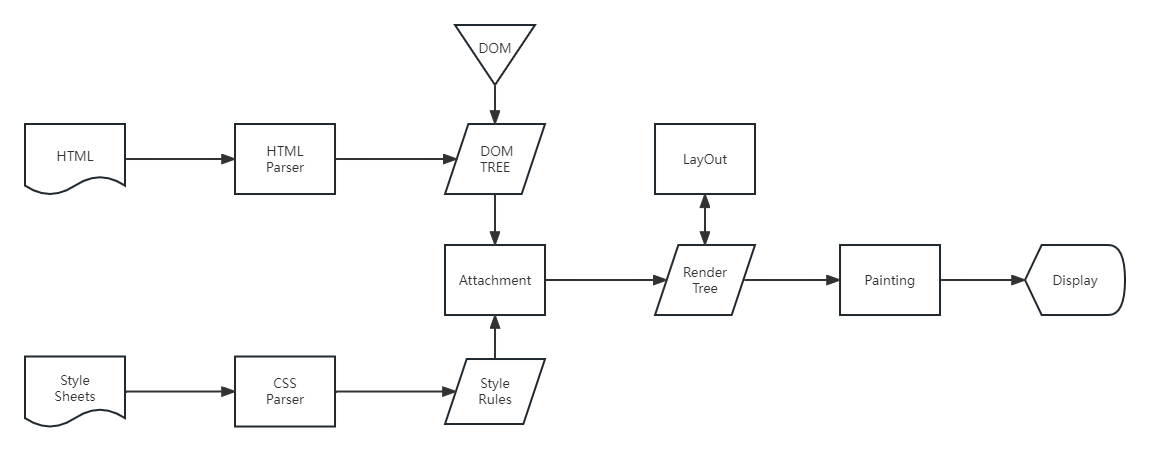 DOM
HTML
HTML
Parser
DOM
TREE
LayOut
Attachment
Render
Tree
Painting
Display
Style
Sheets
CSS
Parser
Style
Rules